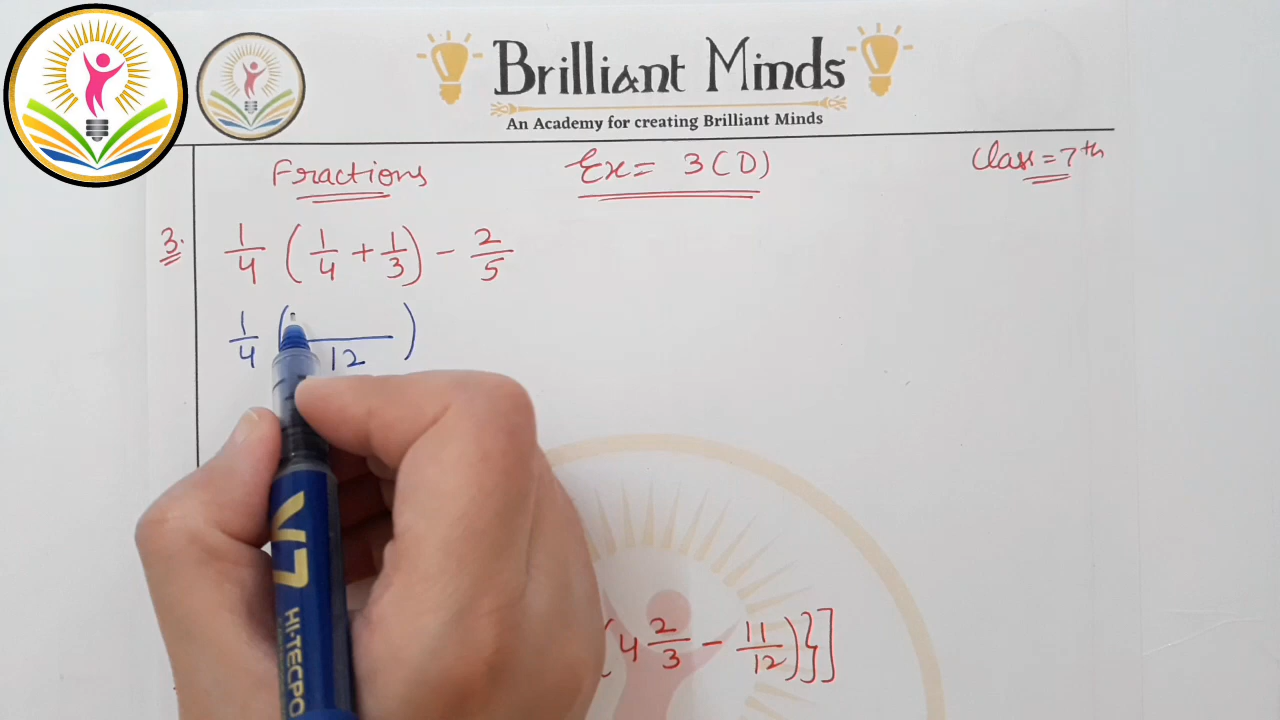 Brilliant Minds
An Academy for creating Brilliant Minds
Fractions Ex= 3(D) Class = 7th
3. 1/4 (1/4 + 1/3) - 2/5
1/4 ( /12 )
(4 2/3 - 11/12)}]
V7
HI-TECPO